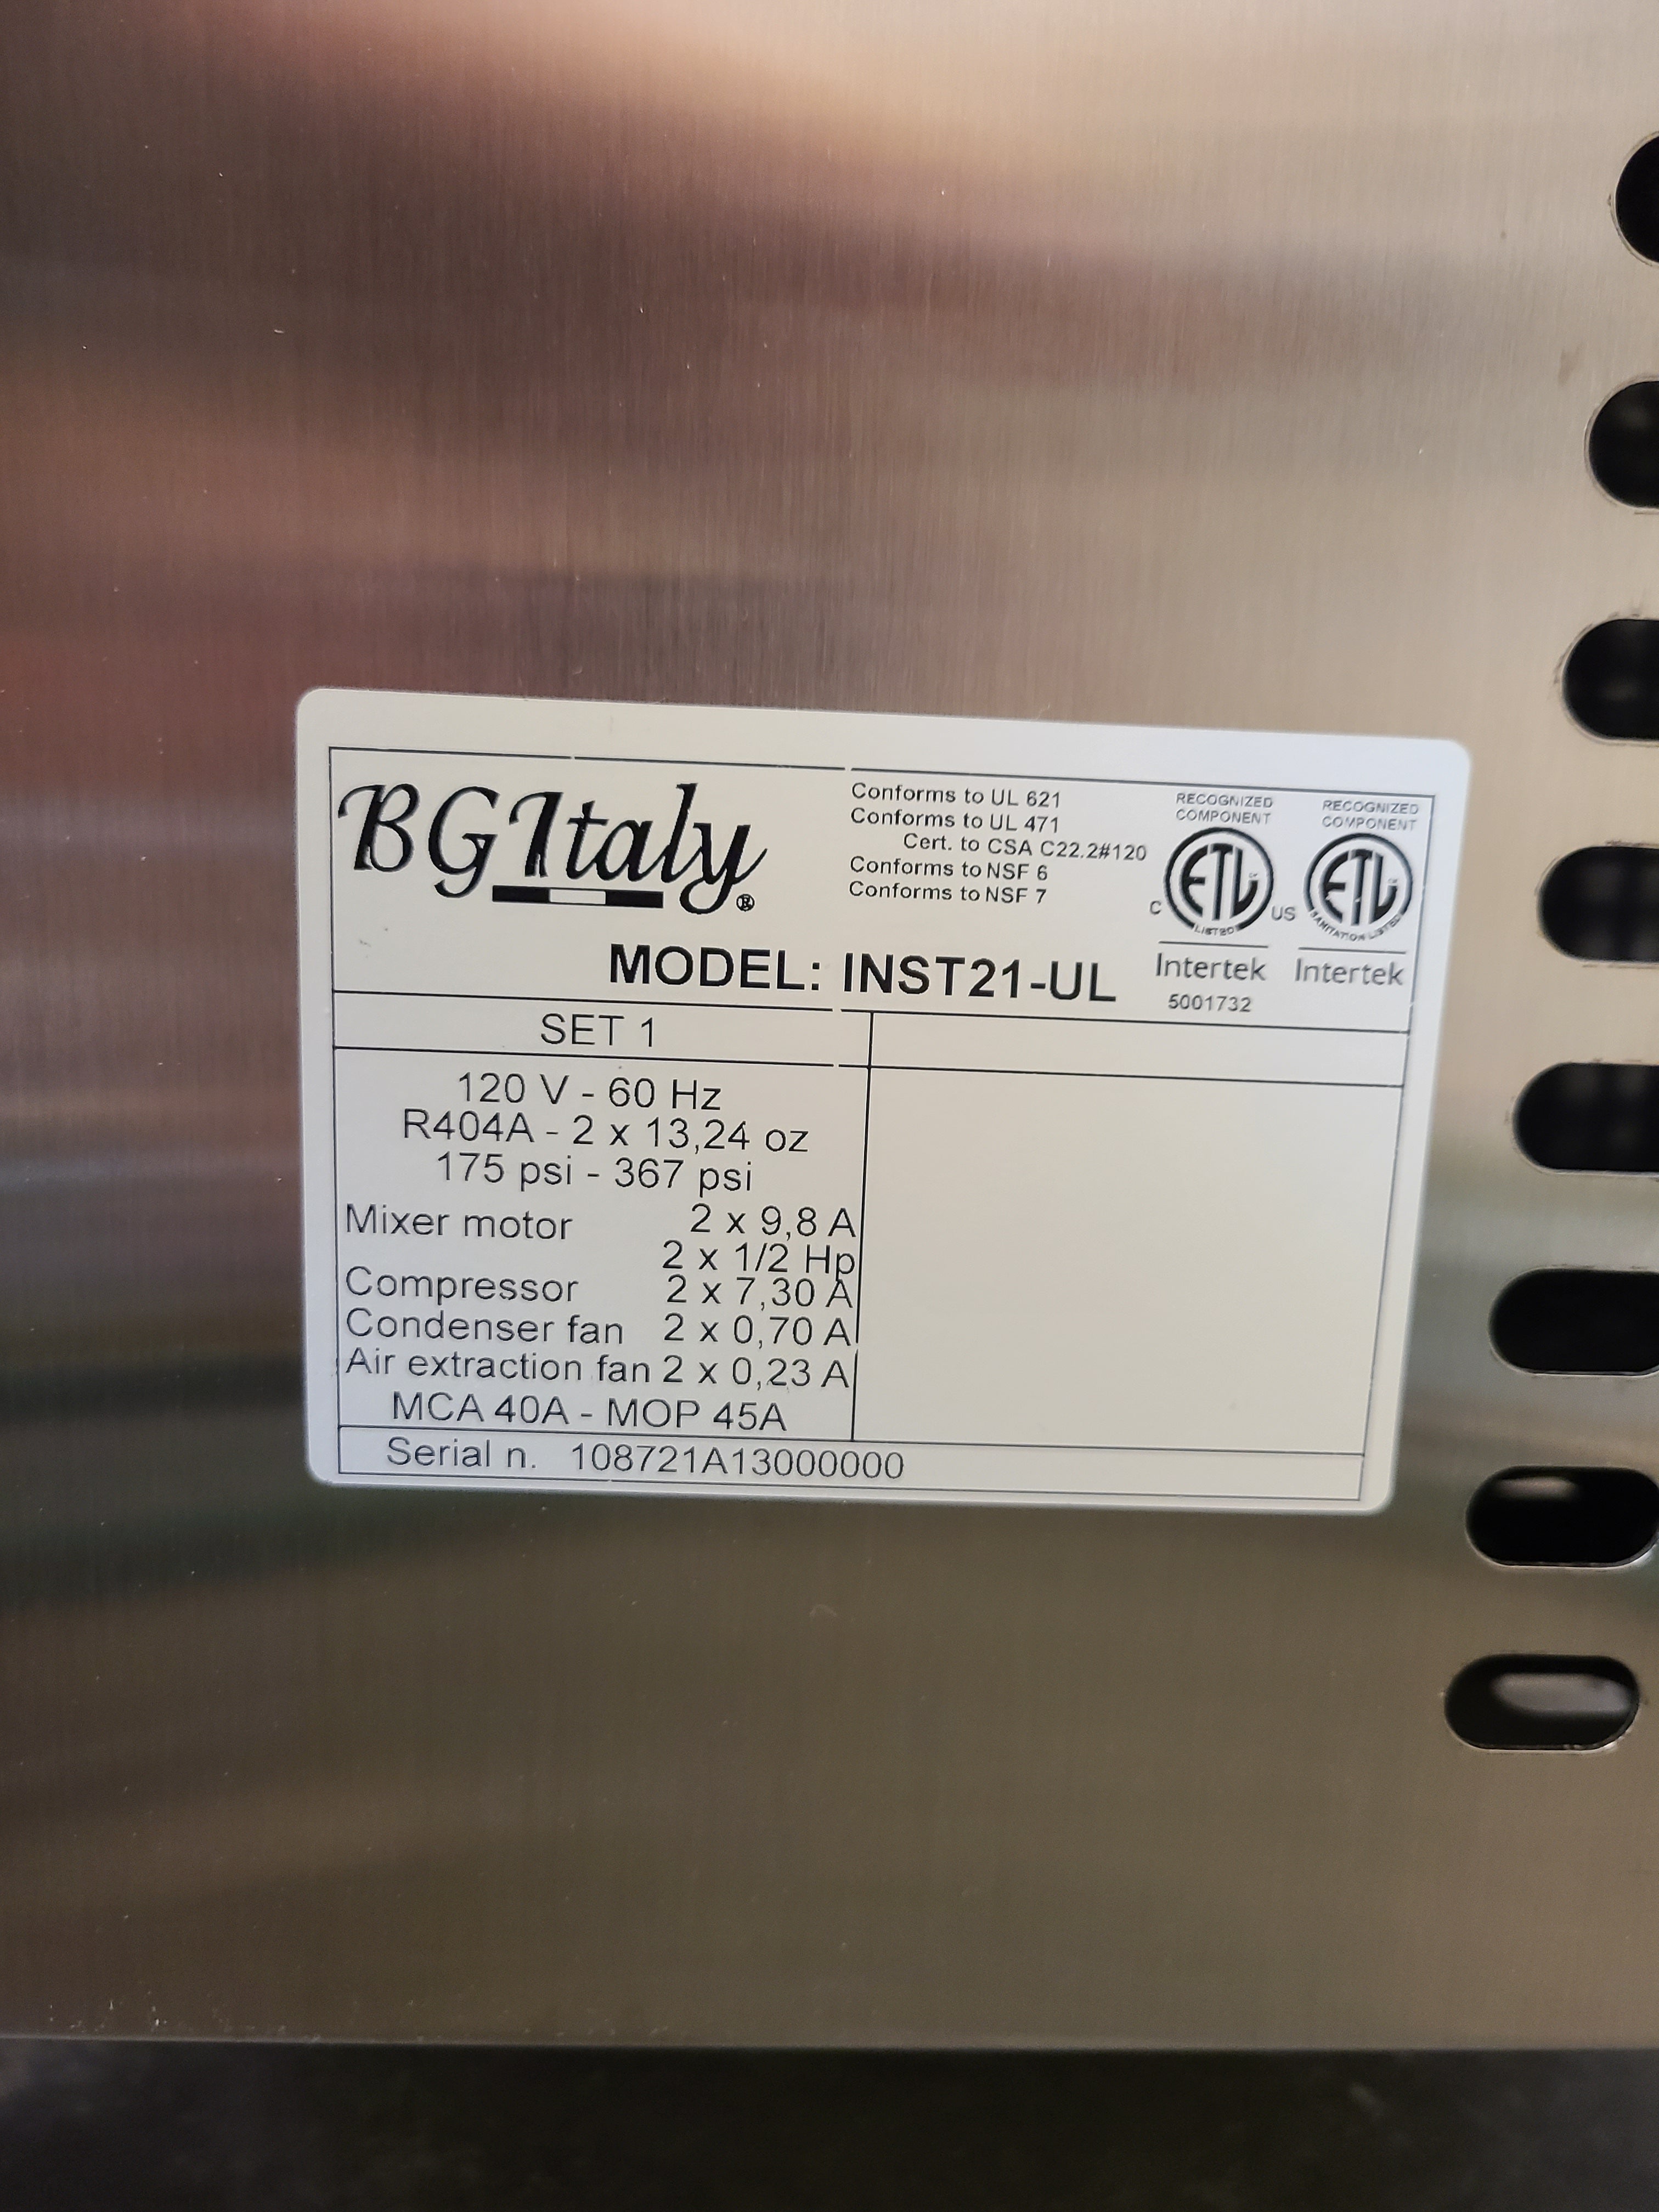 BGItaly®
Conforms to UL 621
Conforms to UL 471
Cert. to CSA C22.2#120
Conforms to NSF 6
Conforms to NSF 7
RECOGNIZED
COMPONENT
C ETL US
LISTED
Intertek
5001732
RECOGNIZED
COMPONENT
ETL
SANITATION LISTED
Intertek
MODEL: INST21-UL
SET 1
120 V - 60 Hz
R404A - 2 x 13,24 oz
175 psi - 367 psi
Mixer motor 2 x 9,8 A
2 x 1/2 Hp
Compressor 2 x 7,30 A
Condenser fan 2 x 0,70 A
Air extraction fan 2 x 0,23 A
MCA 40A - MOP 45A
Serial n. 108721A13000000